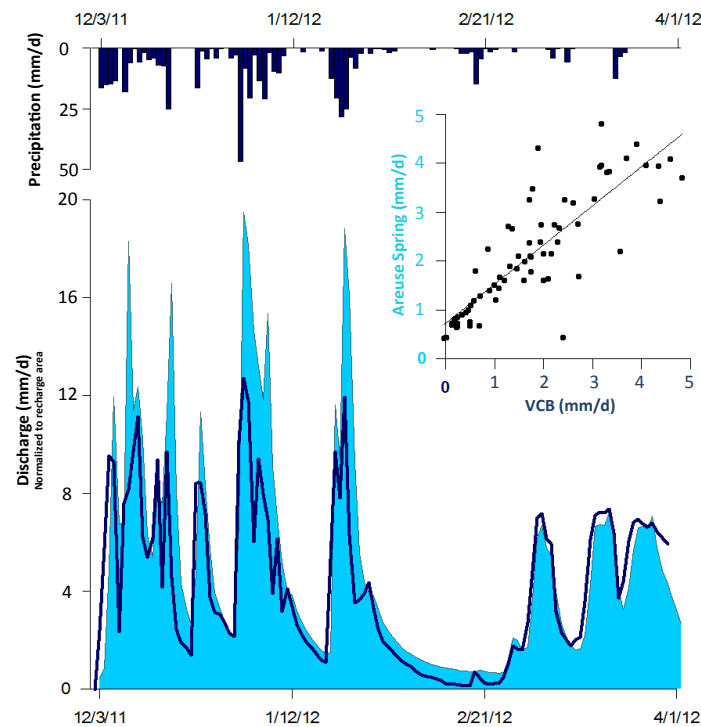 12/3/11 1/12/12 2/21/12 4/1/12
Precipitation (mm/d)
0
25
50
Areuse Spring (mm/d)
5
4
3
2
1
0
0 1 2 3 4 5
VCB (mm/d)
Discharge (mm/d)
Normalized to recharge area
20
16
12
8
4
0
12/3/11 1/12/12 2/21/12 4/1/12